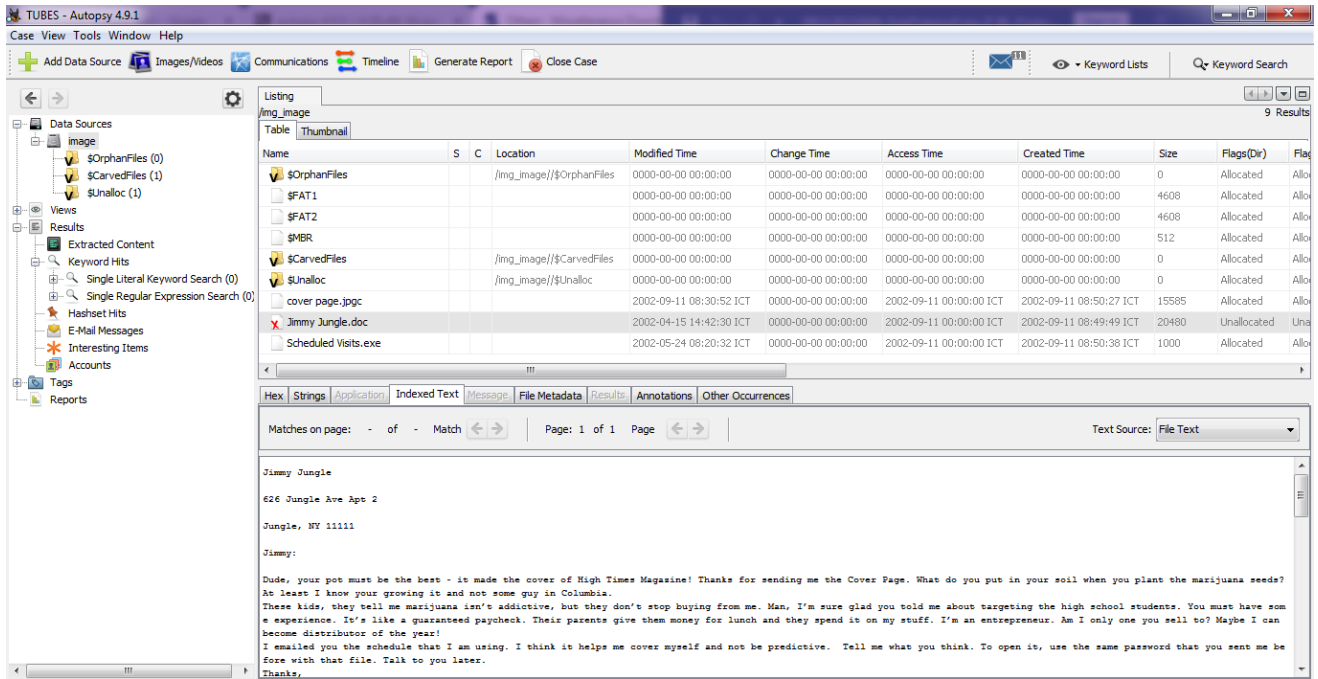 TUBES - Autopsy 4.9.1
Case View Tools Window Help
Add Data Source Images/Videos Communications Timeline Generate Report Close Case 11 Keyword Lists Keyword Search
Listing
/img_image 9 Results
Table Thumbnail
Data Sources
image
$OrphanFiles (0)
$CarvedFiles (1)
$Unalloc (1)
Views
Results
Extracted Content
Keyword Hits
Single Literal Keyword Search (0)
Single Regular Expression Search (0)
Hashset Hits
E-Mail Messages
Interesting Items
Accounts
Tags
Reports
Name S C Location Modified Time Change Time Access Time Created Time Size Flags(Dir) Flag
$OrphanFiles /img_image//$OrphanFiles 0000-00-00 00:00:00 0000-00-00 00:00:00 0000-00-00 00:00:00 0000-00-00 00:00:00 0 Allocated Allo
$FAT1 0000-00-00 00:00:00 0000-00-00 00:00:00 0000-00-00 00:00:00 0000-00-00 00:00:00 4608 Allocated Allo
$FAT2 0000-00-00 00:00:00 0000-00-00 00:00:00 0000-00-00 00:00:00 0000-00-00 00:00:00 4608 Allocated Allo
$MBR 0000-00-00 00:00:00 0000-00-00 00:00:00 0000-00-00 00:00:00 0000-00-00 00:00:00 512 Allocated Allo
$CarvedFiles /img_image//$CarvedFiles 0000-00-00 00:00:00 0000-00-00 00:00:00 0000-00-00 00:00:00 0000-00-00 00:00:00 0 Allocated Allo
$Unalloc /img_image//$Unalloc 0000-00-00 00:00:00 0000-00-00 00:00:00 0000-00-00 00:00:00 0000-00-00 00:00:00 0 Allocated Allo
cover page.jpgc 2002-09-11 08:30:52 ICT 0000-00-00 00:00:00 2002-09-11 00:00:00 ICT 2002-09-11 08:50:27 ICT 15585 Allocated Allo
Jimmy Jungle.doc 2002-04-15 14:42:30 ICT 0000-00-00 00:00:00 2002-09-11 00:00:00 ICT 2002-09-11 08:49:49 ICT 20480 Unallocated Una
Scheduled Visits.exe 2002-05-24 08:20:32 ICT 0000-00-00 00:00:00 2002-09-11 00:00:00 ICT 2002-09-11 08:50:38 ICT 1000 Allocated Allo
Hex Strings Application Indexed Text Message File Metadata Results Annotations Other Occurrences
Matches on page: - of - Match Page: 1 of 1 Page Text Source: File Text
Jimmy Jungle
626 Jungle Ave Apt 2
Jungle, NY 11111
Jimmy:
Dude, your pot must be the best - it made the cover of High Times Magazine! Thanks for sending me the Cover Page. What do you put in your soil when you plant the marijuana seeds?
At least I know your growing it and not some guy in Columbia.
These kids, they tell me marijuana isn't addictive, but they don't stop buying from me. Man, I'm sure glad you told me about targeting the high school students. You must have som
e experience. It's like a guaranteed paycheck. Their parents give them money for lunch and they spend it on my stuff. I'm an entrepreneur. Am I only one you sell to? Maybe I can
become distributor of the year!
I emailed you the schedule that I am using. I think it helps me cover myself and not be predictive.  Tell me what you think. To open it, use the same password that you sent me be
fore with that file. Talk to you later.
Thanks,